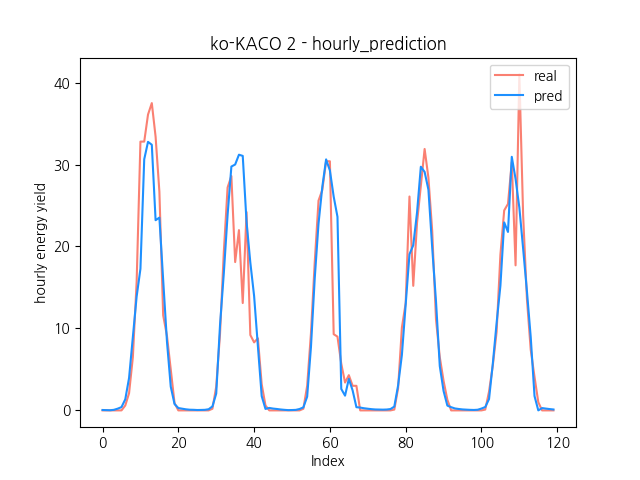 ko-KACO 2 - hourly_prediction
real
pred
hourly energy yield
40
30
20
10
0
0 20 40 60 80 100 120
Index